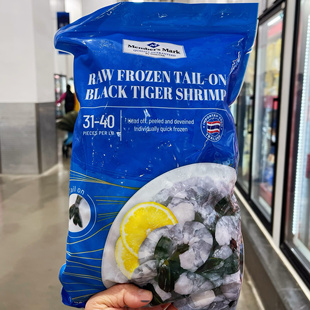 Member's Mark
RAW FROZEN TAIL-ON
BLACK TIGER SHRIMP
31-40
PIECES PER LB
Head off, peeled and deveined
Individually quick frozen